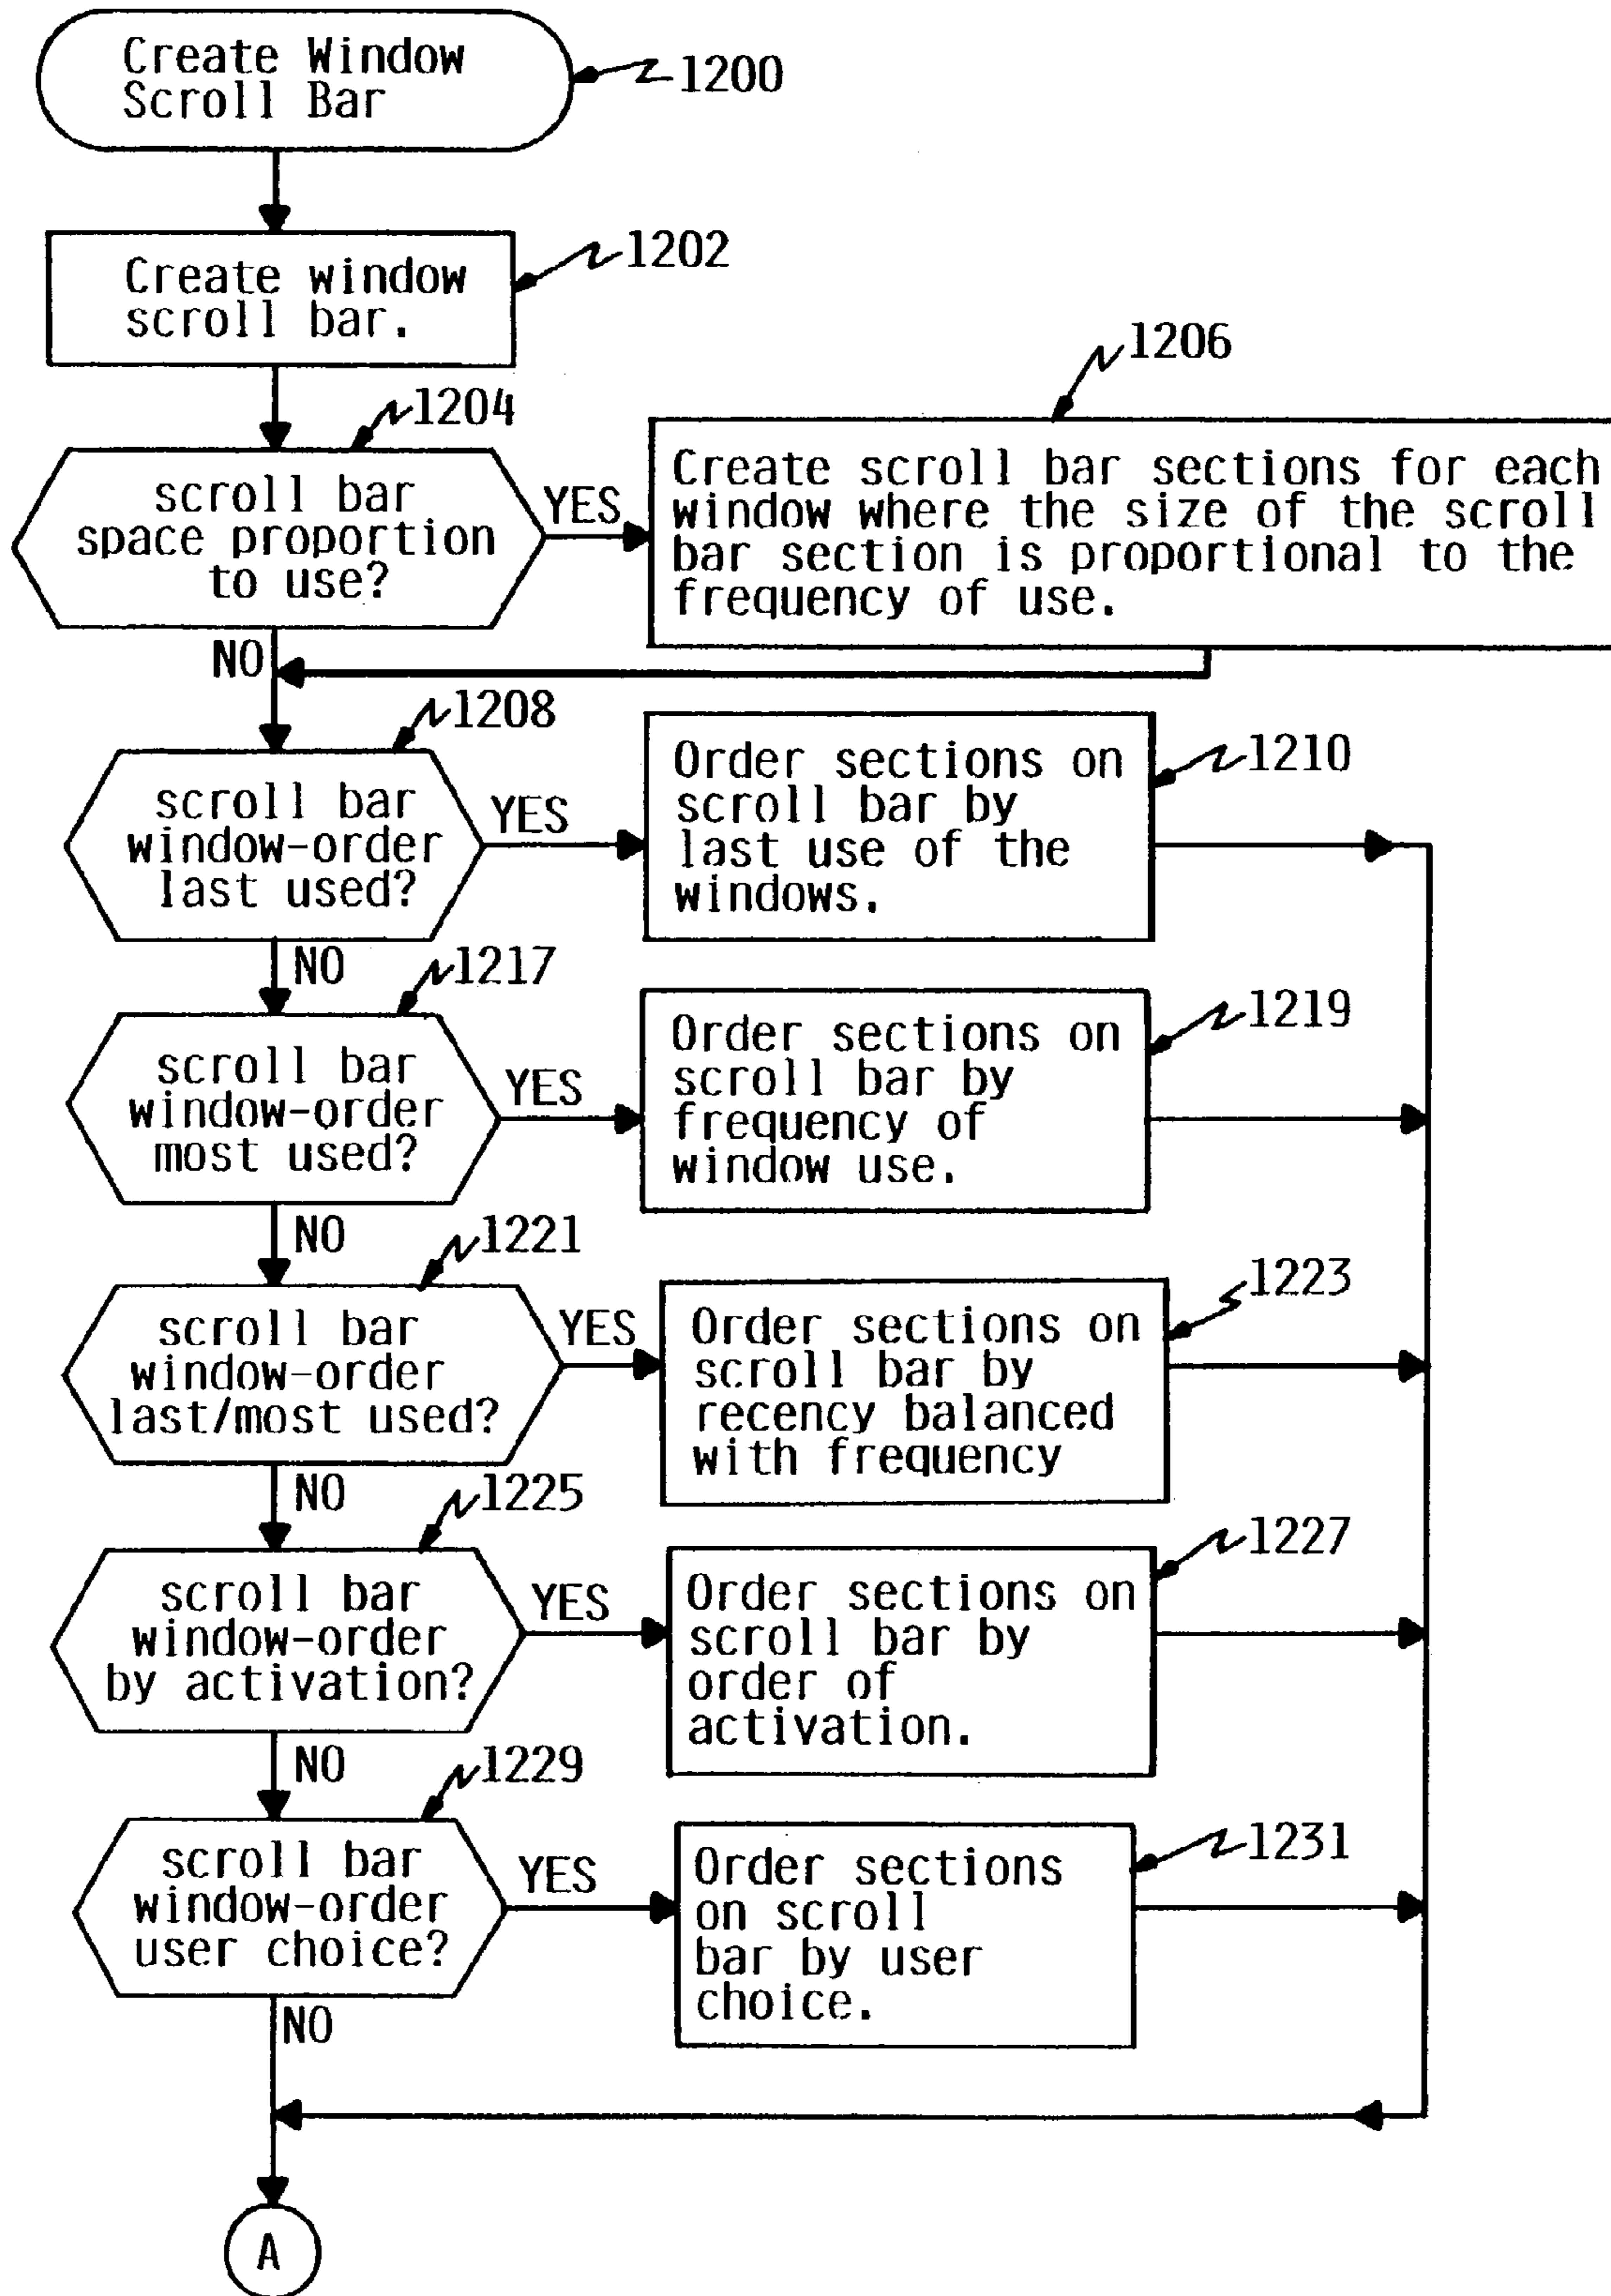 Create Window
Scroll Bar
1200
Create window
scroll bar.
1202
1204
scroll bar
space proportion
to use?
YES
NO
1206
Create scroll bar sections for each
window where the size of the scroll
bar section is proportional to the
frequency of use.
1208
scroll bar
window-order
last used?
YES
NO
Order sections on
scroll bar by
last use of the
windows.
1210
1217
scroll bar
window-order
most used?
YES
NO
Order sections on
scroll bar by
frequency of
window use.
1219
1221
scroll bar
window-order
last/most used?
YES
NO
Order sections on
scroll bar by
recency balanced
with frequency
1223
1225
scroll bar
window-order
by activation?
YES
NO
Order sections on
scroll bar by
order of
activation.
1227
1229
scroll bar
window-order
user choice?
YES
NO
Order sections
on scroll
bar by user
choice.
1231
A